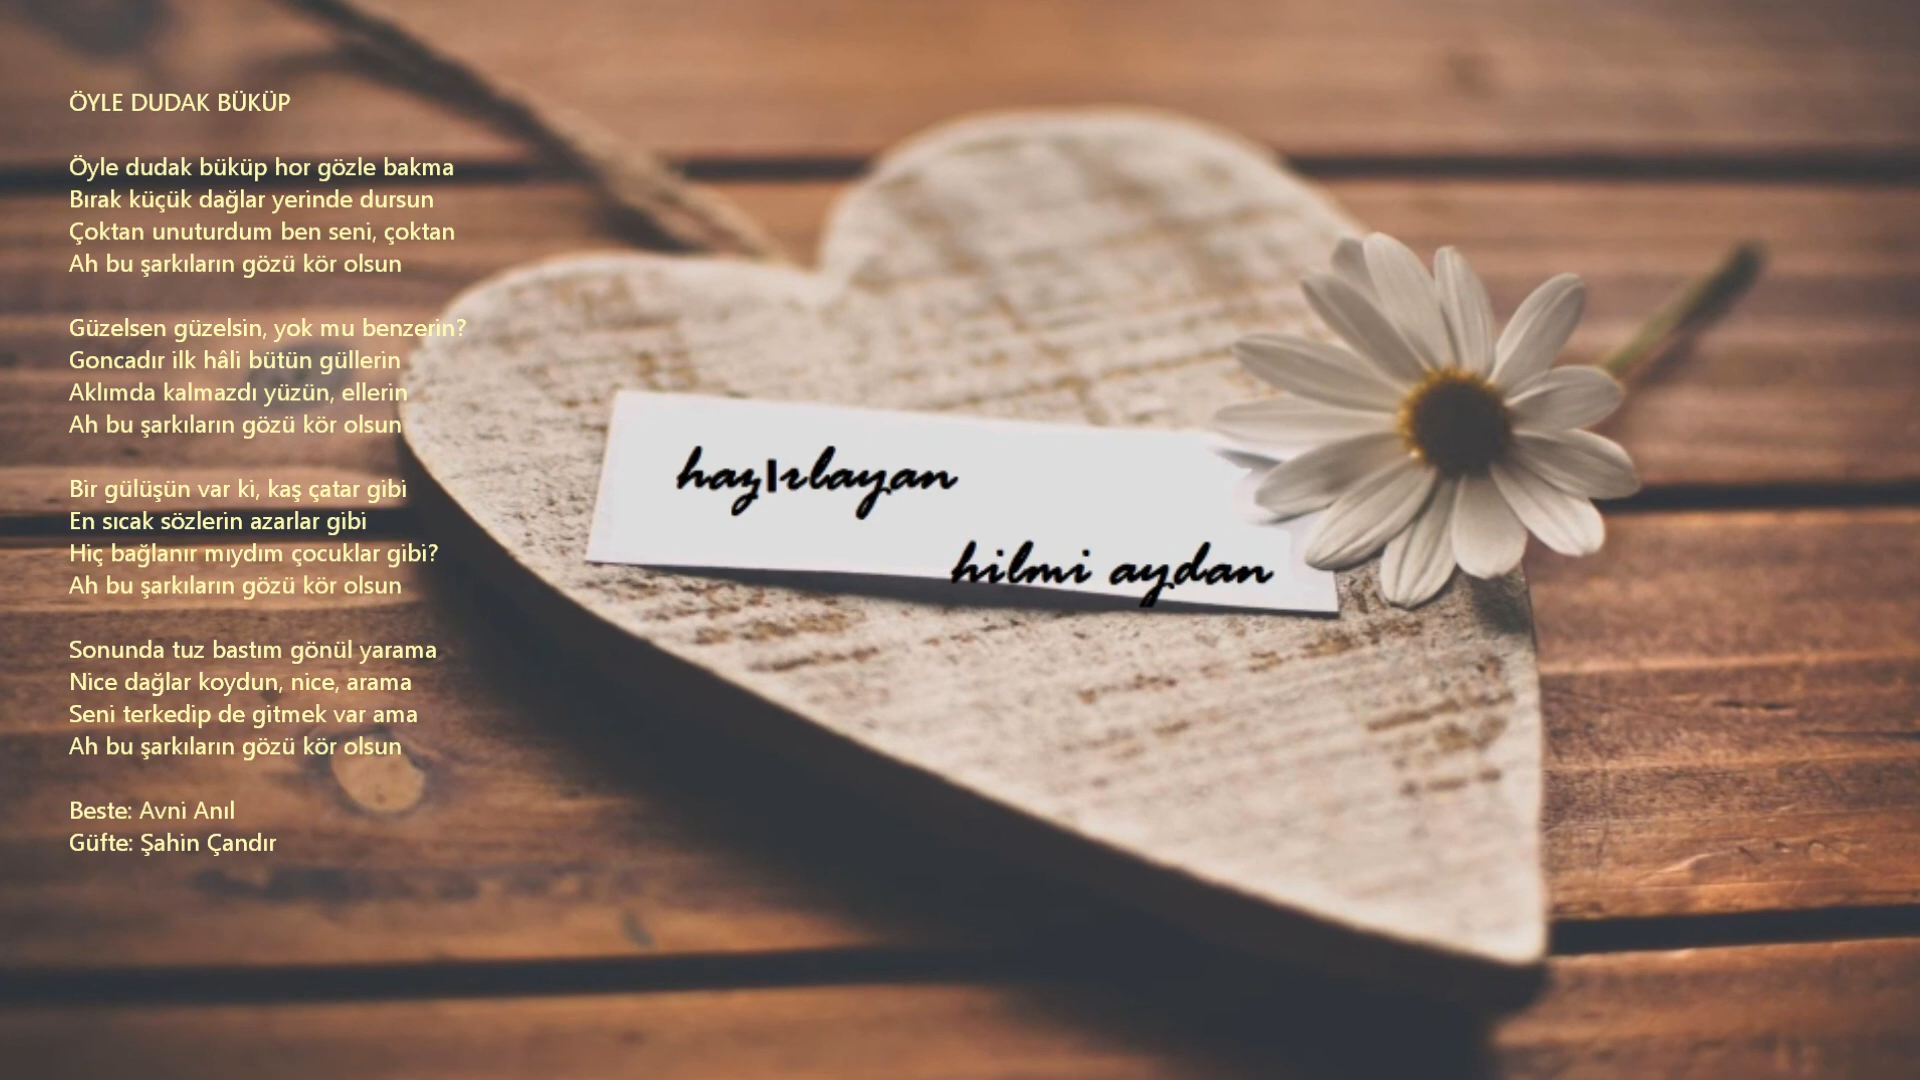 ÖYLE DUDAK BÜKÜP
Öyle dudak büküp hor gözle bakma
Bırak küçük dağlar yerinde dursun
Çoktan unuturdum ben seni, çoktan
Ah bu şarkıların gözü kör olsun
Güzelsen güzelsin, yok mu benzerin?
Goncadır ilk hâli bütün güllerin
Aklımda kalmazdı yüzün, ellerin
Ah bu şarkıların gözü kör olsun
Bir gülüşün var ki, kaş çatar gibi
En sıcak sözlerin azarlar gibi
Hiç bağlanır mıydım çocuklar gibi?
Ah bu şarkıların gözü kör olsun
Sonunda tuz bastım gönül yarama
Nice dağlar koydun, nice, arama
Seni terkedip de gitmek var ama
Ah bu şarkıların gözü kör olsun
Beste: Avni Anıl
Güfte: Şahin Çandır
hazırlayan
hilmi aydan